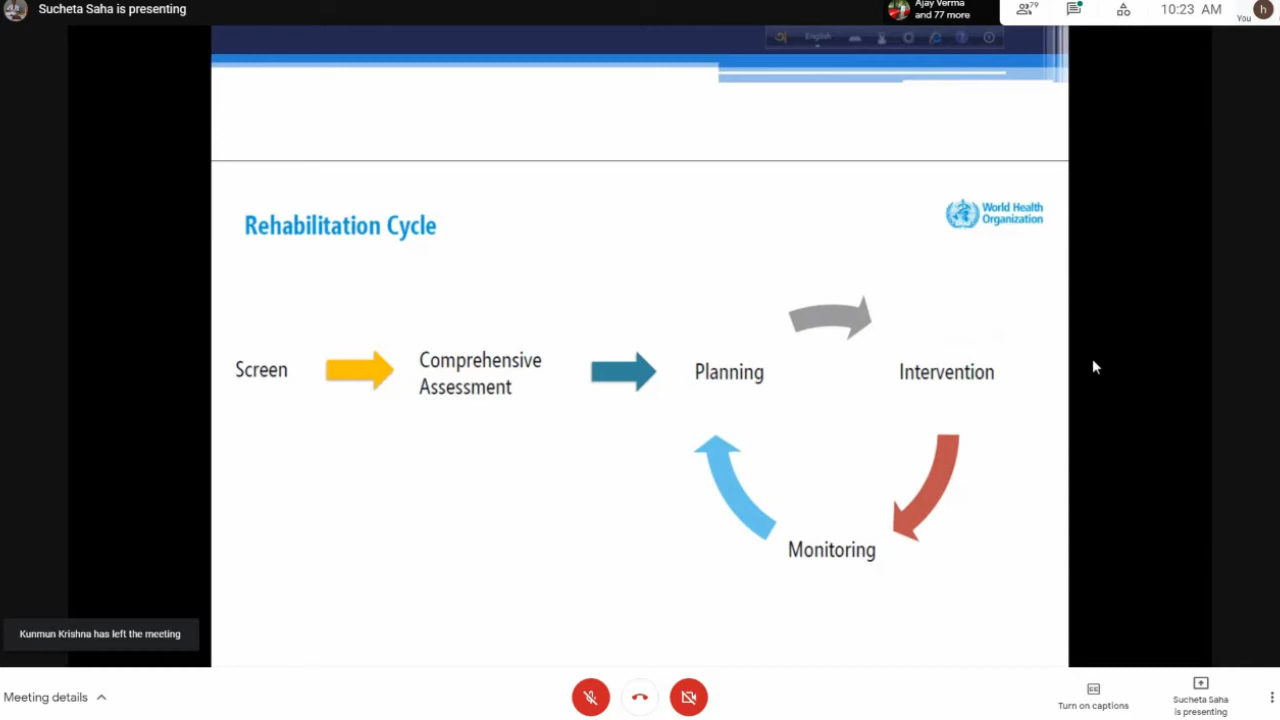 Sucheta Saha is presenting
Ajay Verma
and 77 more
79
10:23 AM
You
h
English
Rehabilitation Cycle
World Health
Organization
Screen
Comprehensive
Assessment
Planning
Intervention
Monitoring
Kunmun Krishna has left the meeting
Meeting details
Turn on captions
Sucheta Saha
is presenting